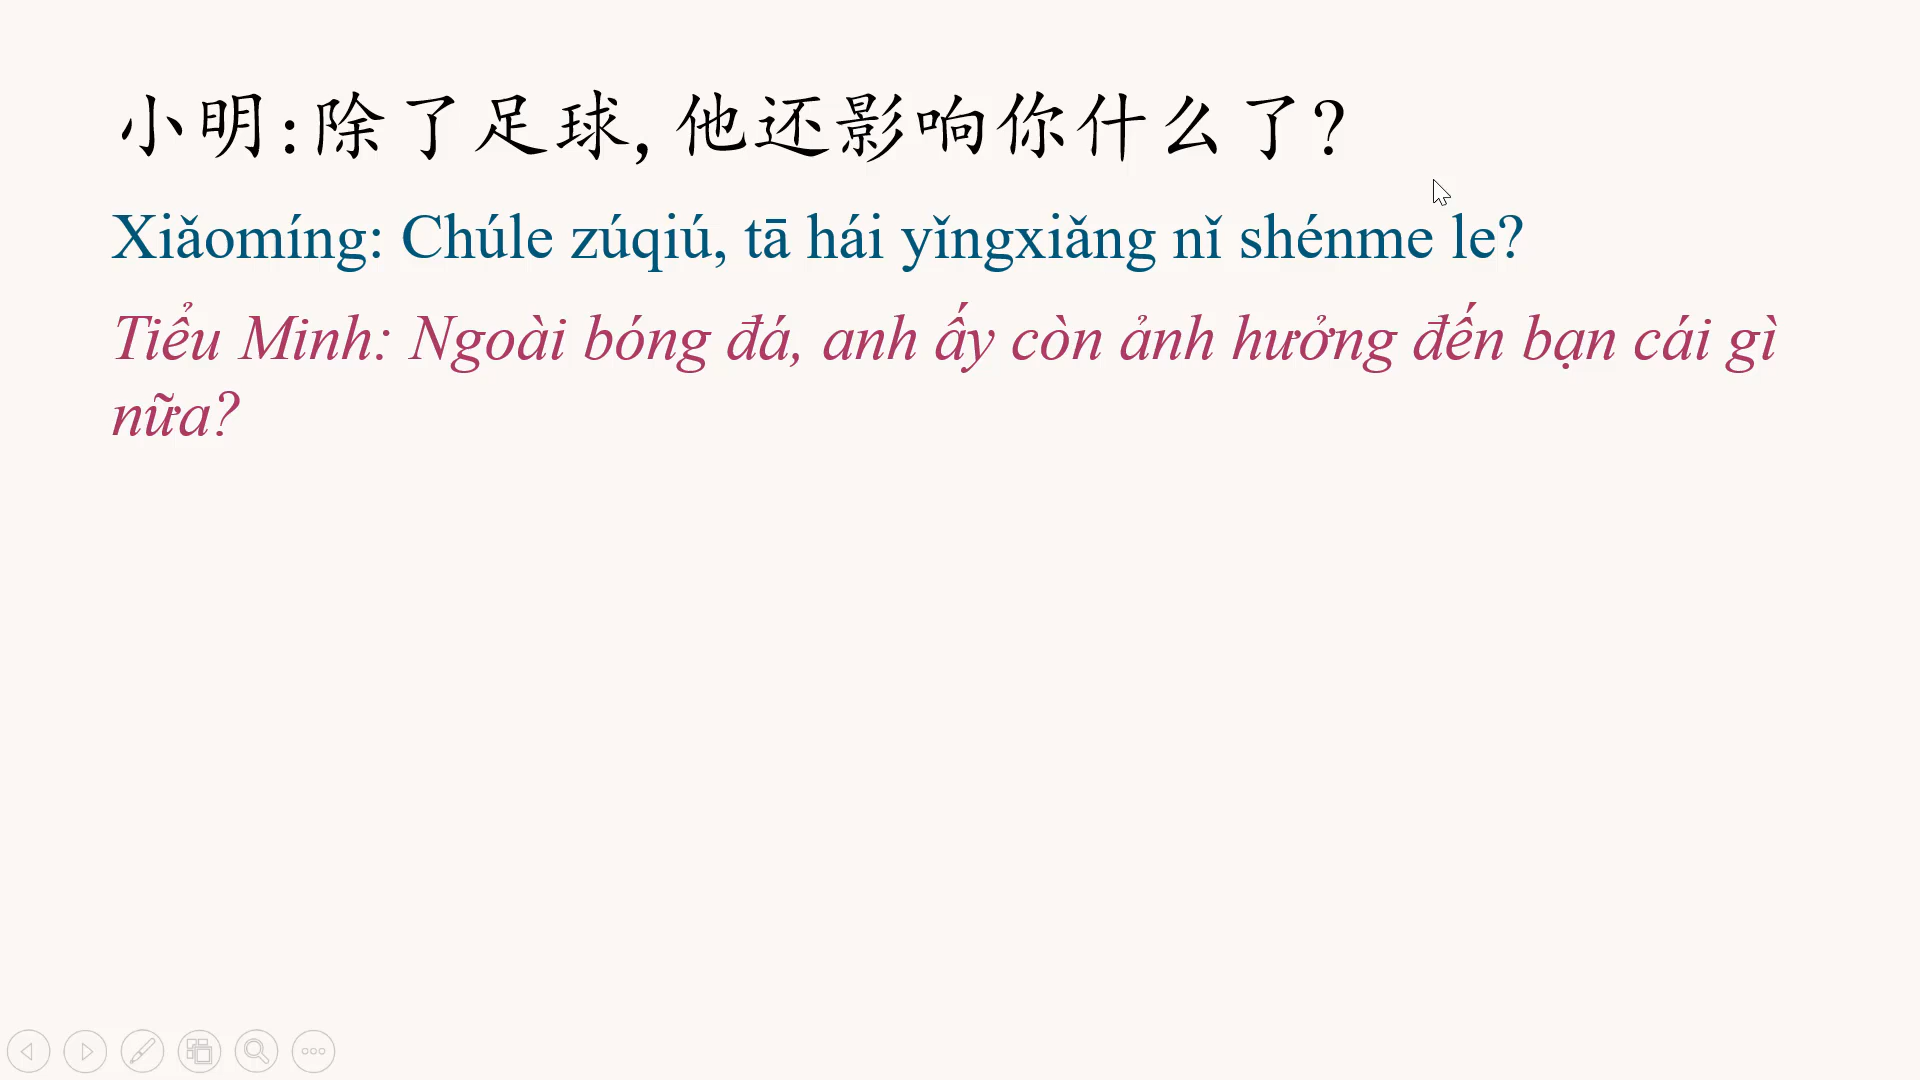 小明:除了足球,他还影响你什么了?
Xiǎomíng: Chúle zúqiú, tā hái yǐngxiǎng nǐ shénme le?
Tiểu Minh: Ngoài bóng đá, anh ấy còn ảnh hưởng đến bạn cái gì
nữa?